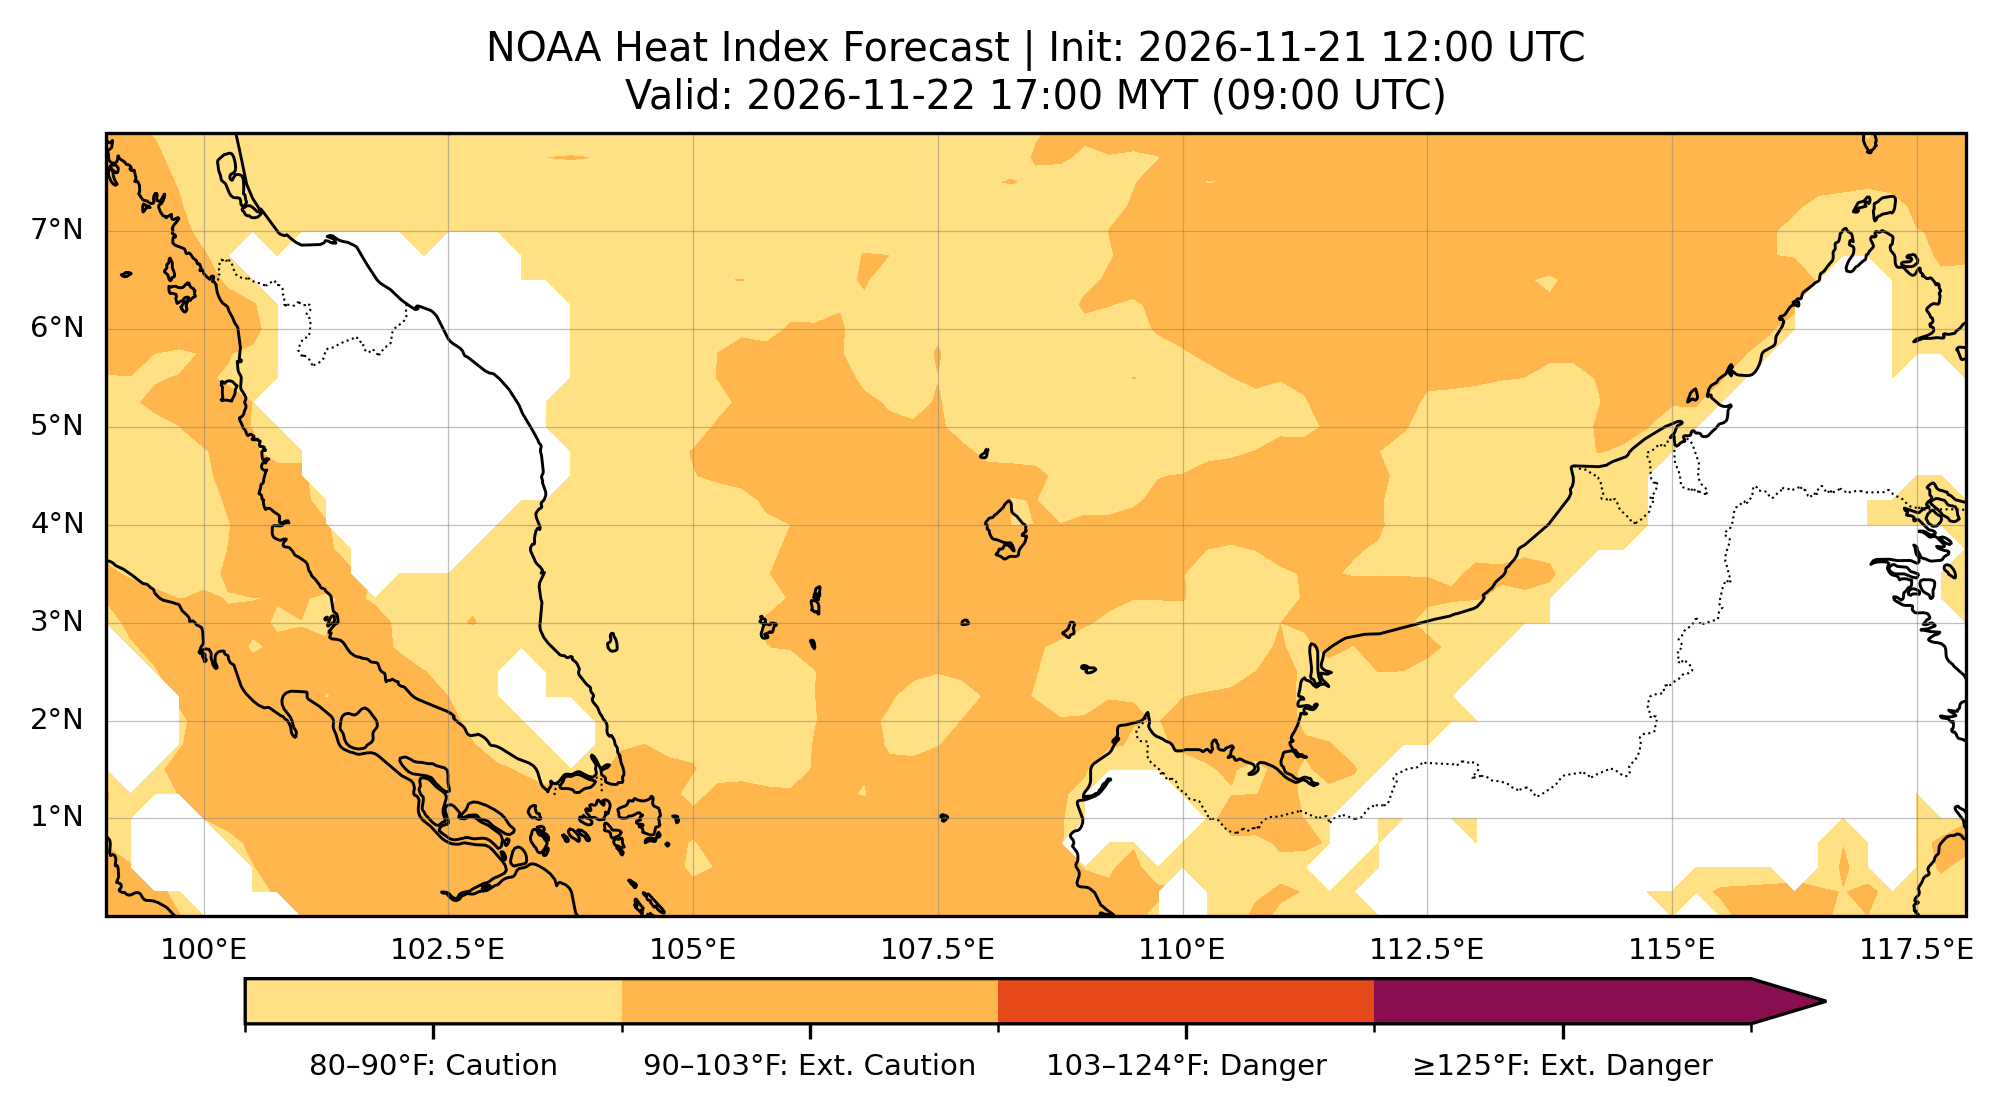 NOAA Heat Index Forecast | Init: 2026-11-21 12:00 UTC
Valid: 2026-11-22 17:00 MYT (09:00 UTC)
7°N
6°N
5°N
4°N
3°N
2°N
1°N
100°E 102.5°E 105°E 107.5°E 110°E 112.5°E 115°E 117.5°E
80–90°F: Caution 90–103°F: Ext. Caution 103–124°F: Danger ≥125°F: Ext. Danger